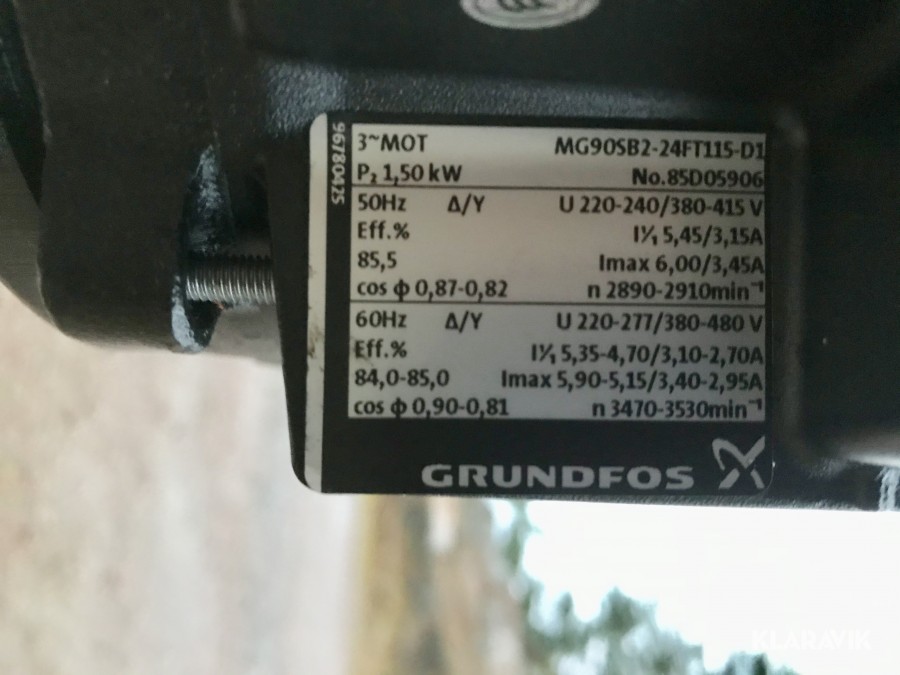 96780425
3~MOT MG90SB2-24FT115-D1
P₂ 1,50 kW No.85D05906
50Hz Δ/Y U 220-240/380-415 V
Eff.% I¹/₁ 5,45/3,15A
85,5 Imax 6,00/3,45A
cos ϕ 0,87-0,82 n 2890-2910min⁻¹
60Hz Δ/Y U 220-277/380-480 V
Eff.% I¹/₁ 5,35-4,70/3,10-2,70A
84,0-85,0 Imax 5,90-5,15/3,40-2,95A
cos ϕ 0,90-0,81 n 3470-3530min⁻¹
GRUNDFOS
KLARAVIK